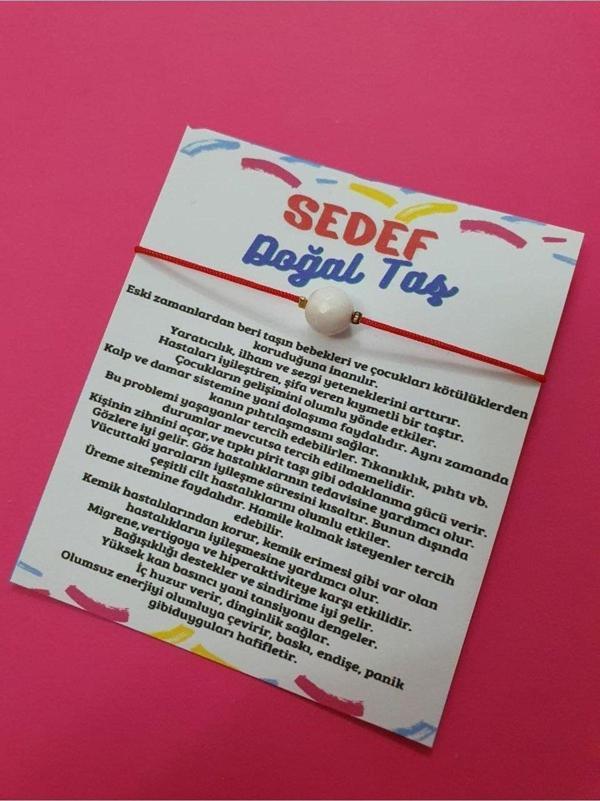 SEDEF
Doğal Taş
Eski zamanlardan beri taşın bebekleri ve çocukları kötülüklerden
koruduğuna inanılır.
Yaratıcılık, ilham ve sezgi yeteneklerini arttırır.
Hastaları iyileştiren, şifa veren kıymetli bir taştır.
Çocukların gelişimini olumlu yönde etkiler.
Kalp ve damar sistemine yani dolaşıma faydalıdır. Aynı zamanda
kanın pıhtılaşmasını sağlar.
Bu problemi yaşayanlar tercih edebilirler. Tıkanıklık, pıhtı vb.
durumlar mevcutsa tercih edilmemelidir.
Kişinin zihnini açar,ve tıpkı pirit taşı gibi odaklanma gücü verir.
Gözlere iyi gelir. Göz hastalıklarının tedavisine yardımcı olur.
Vücuttaki yaraların iyileşme süresini kısaltır. Bunun dışında
çeşitli cilt hastalıklarını olumlu etkiler.
Üreme sitemine faydalıdır. Hamile kalmak isteyenler tercih
edebilir.
Kemik hastalılarından korur, kemik erimesi gibi var olan
hastalıkların iyileşmesine yardımcı olur.
Migrene,vertigoya ve hiperaktiviteye karşı etkilidir.
Bağışıklığı destekler ve sindirime iyi gelir.
Yüksek kan basıncı yani tansiyonu dengeler.
İç huzur verir, dinginlik sağlar.
Olumsuz enerjiyi olumluya çevirir, baskı, endişe, panik
gibiduyguları hafifletir.